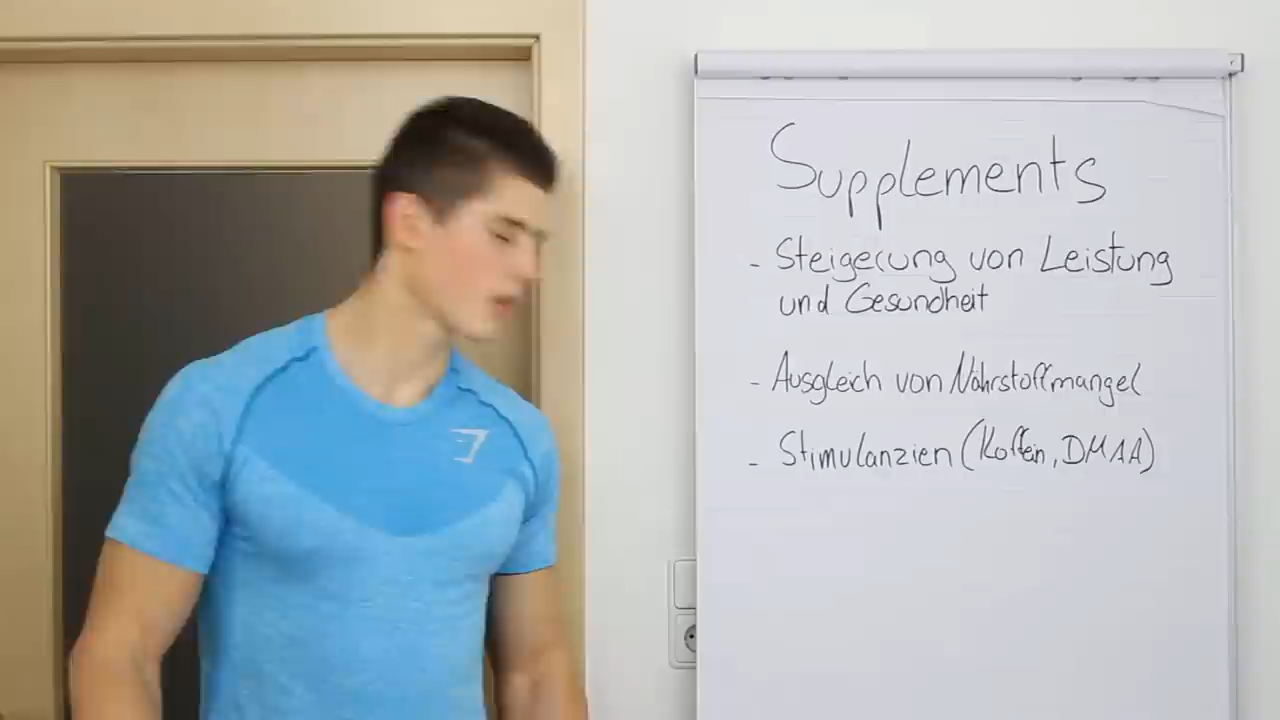 Supplements
- Steigerung von Leistung
und Gesundheit
- Ausgleich von Nährstoffmangel
- Stimulanzien (Koffein, DMAA)